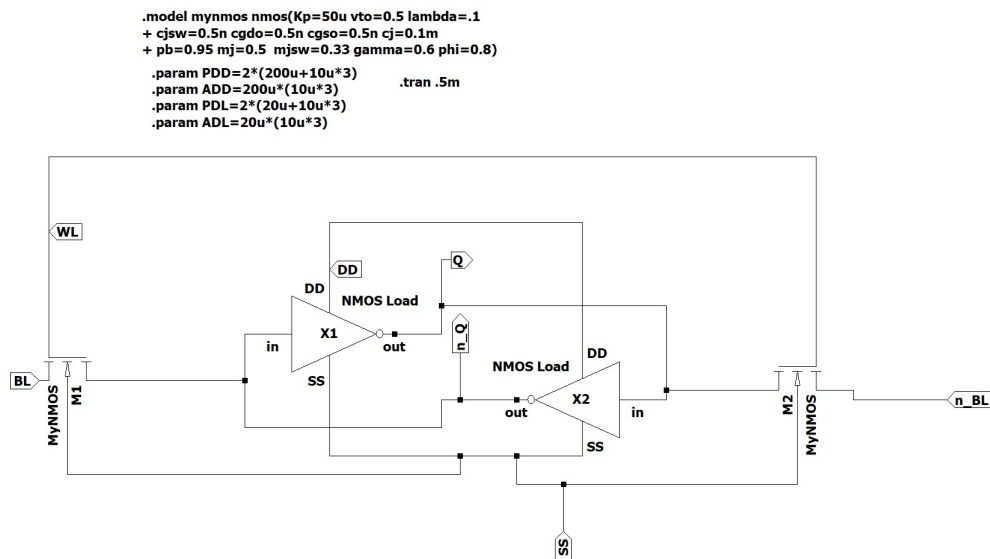 .model mynmos nmos(Kp=50u vto=0.5 lambda=.1
+ cjsw=0.5n cgdo=0.5n cgso=0.5n cj=0.1m
+ pb=0.95 mj=0.5  mjsw=0.33 gamma=0.6 phi=0.8)
.param PDD=2*(200u+10u*3)
.param ADD=200u*(10u*3)
.param PDL=2*(20u+10u*3)
.param ADL=20u*(10u*3)
.tran .5m
WL
DD
Q
DD
NMOS Load
X1
in
out
SS
n_Q
NMOS Load
DD
X2
out
in
SS
BL
MyNMOS
M1
M2
MyNMOS
n_BL
SS